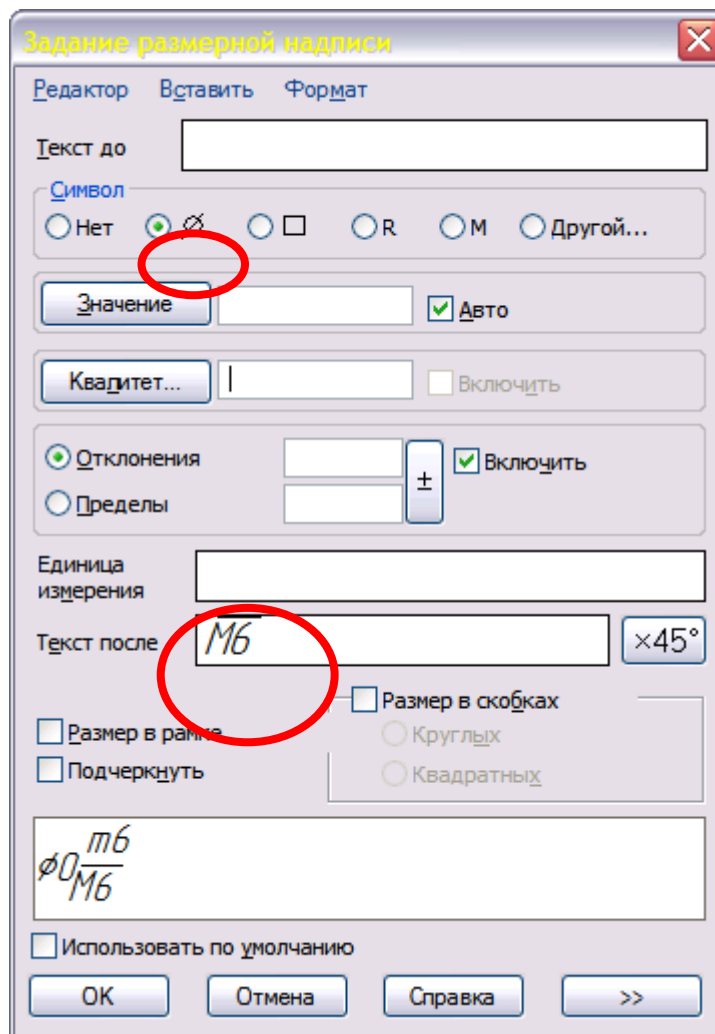 Задание размерной надписи
Редактор Вставить Формат
Текст до
Символ
Нет Ø □ R M Другой...
Значение Авто
Квалитет... Включить
Отклонения ± Включить
Пределы
Единица
измерения
Текст после M6 ×45°
Размер в скобках
Размер в рамке Круглых
Подчеркнуть Квадратных
m6
Ø0
M6
Использовать по умолчанию
OK Отмена Справка >>